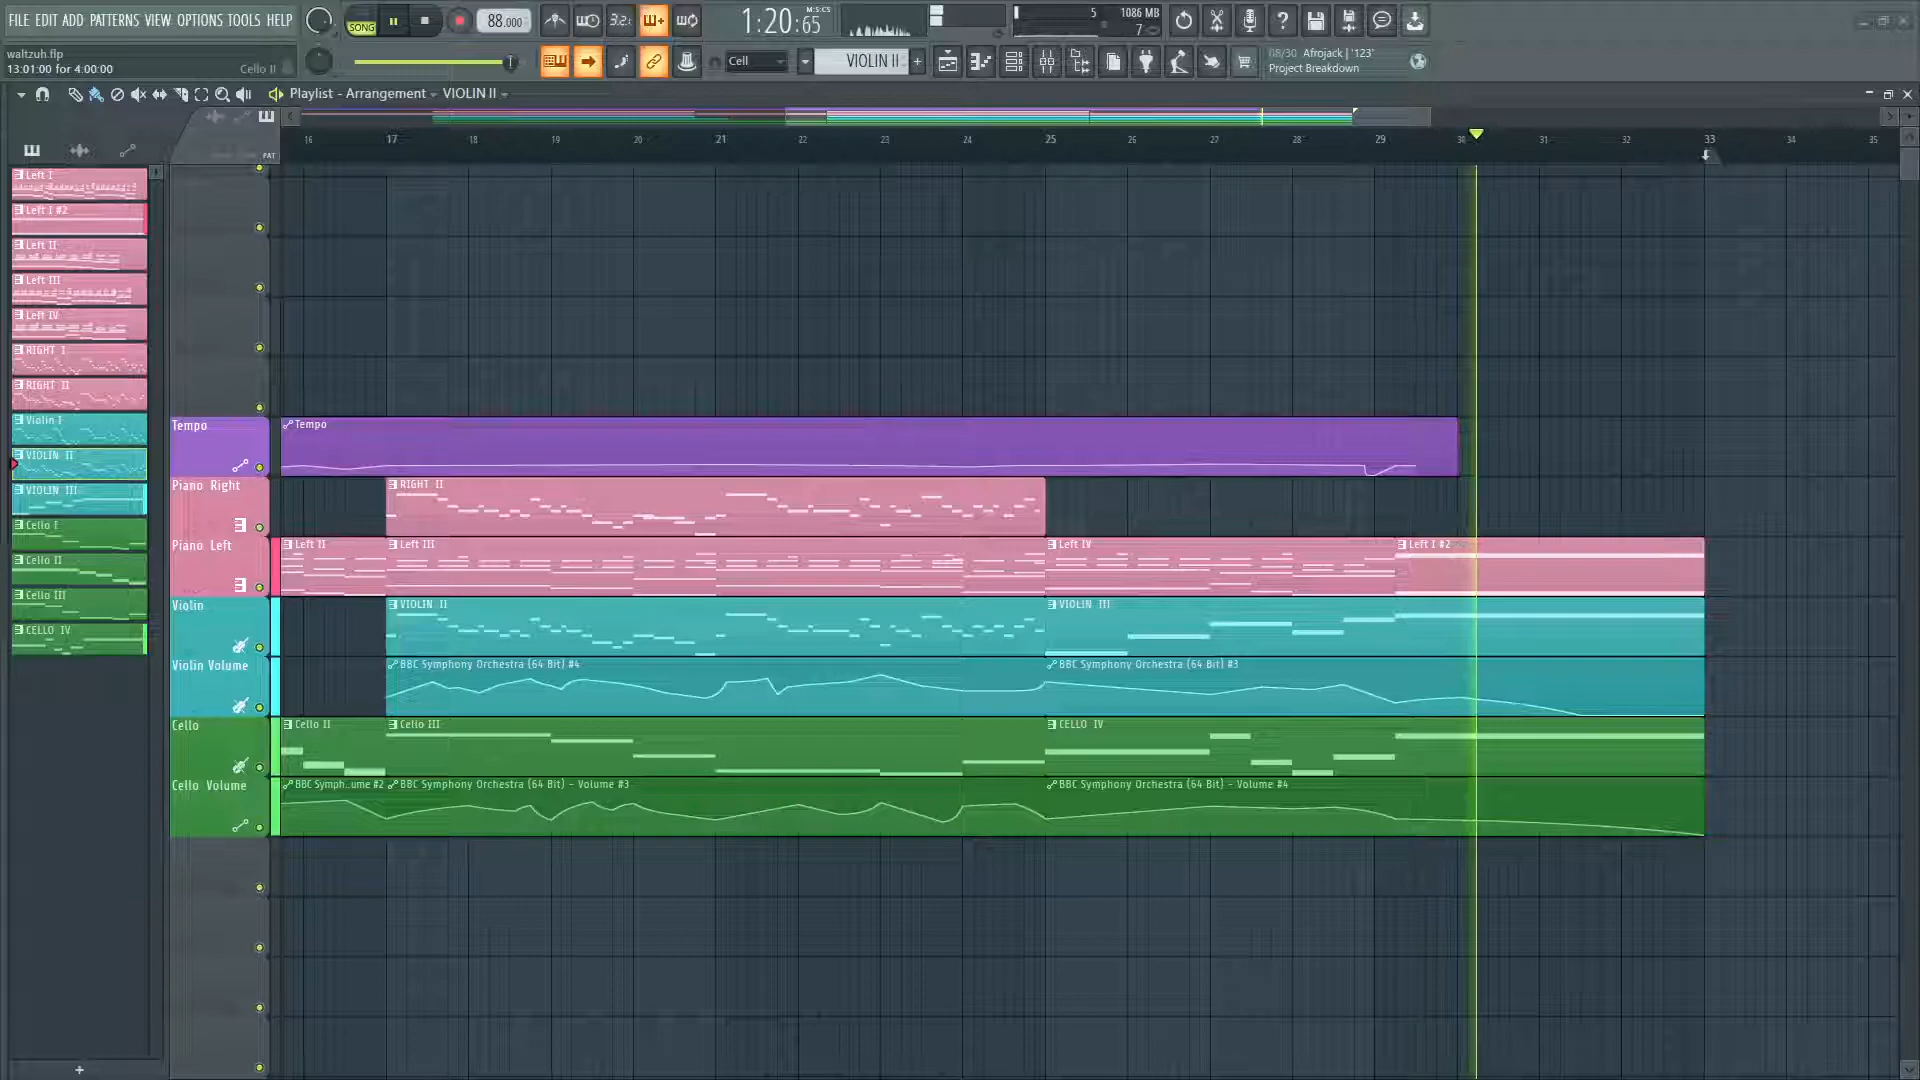 FILE EDIT ADD PATTERNS VIEW OPTIONS TOOLS HELP
SONG
88.000
3.2.
1:20:65
M:S:CS
5
1086 MB
7
waltzuh.flp
13:01:00 for 4:00:00
Cello II
Cell
VIOLIN II
08/30 Afrojack | '123'
Project Breakdown
Playlist - Arrangement
VIOLIN II
PAT
16 17 18 19 20 21 22 23 24 25 26 27 28 29 30 31 32 33 34 35
Left I
Left I #2
Left II
Left III
Left IV
RIGHT I
RIGHT II
Violin I
VIOLIN II
VIOLIN III
Cello I
Cello II
Cello III
CELLO IV
Tempo
Tempo
Piano Right
RIGHT II
Piano Left
Left II
Left III
Left IV
Left I #2
Violin
VIOLIN II
VIOLIN III
Violin Volume
BBC Symphony Orchestra (64 Bit) #4
BBC Symphony Orchestra (64 Bit) #3
Cello
Cello II
Cello III
CELLO IV
Cello Volume
BBC Symph..ume #2
BBC Symphony Orchestra (64 Bit) - Volume #3
BBC Symphony Orchestra (64 Bit) - Volume #4